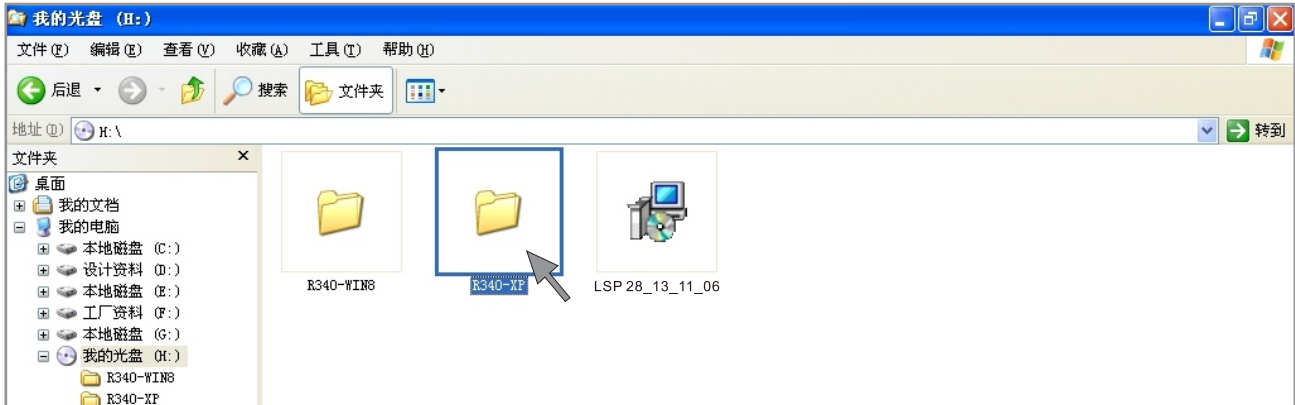 我的光盘 (H:)
文件(F) 编辑(E) 查看(V) 收藏(A) 工具(T) 帮助(H)
后退 搜索 文件夹
地址(D) H:\ 转到
文件夹 ×
桌面
我的文档
我的电脑
本地磁盘 (C:)
设计资料 (D:)
本地磁盘 (E:)
工厂资料 (F:)
本地磁盘 (G:)
我的光盘 (H:)
R340-WIN8
R340-XP
R340-WIN8
R340-XP
LSP 28_13_11_06